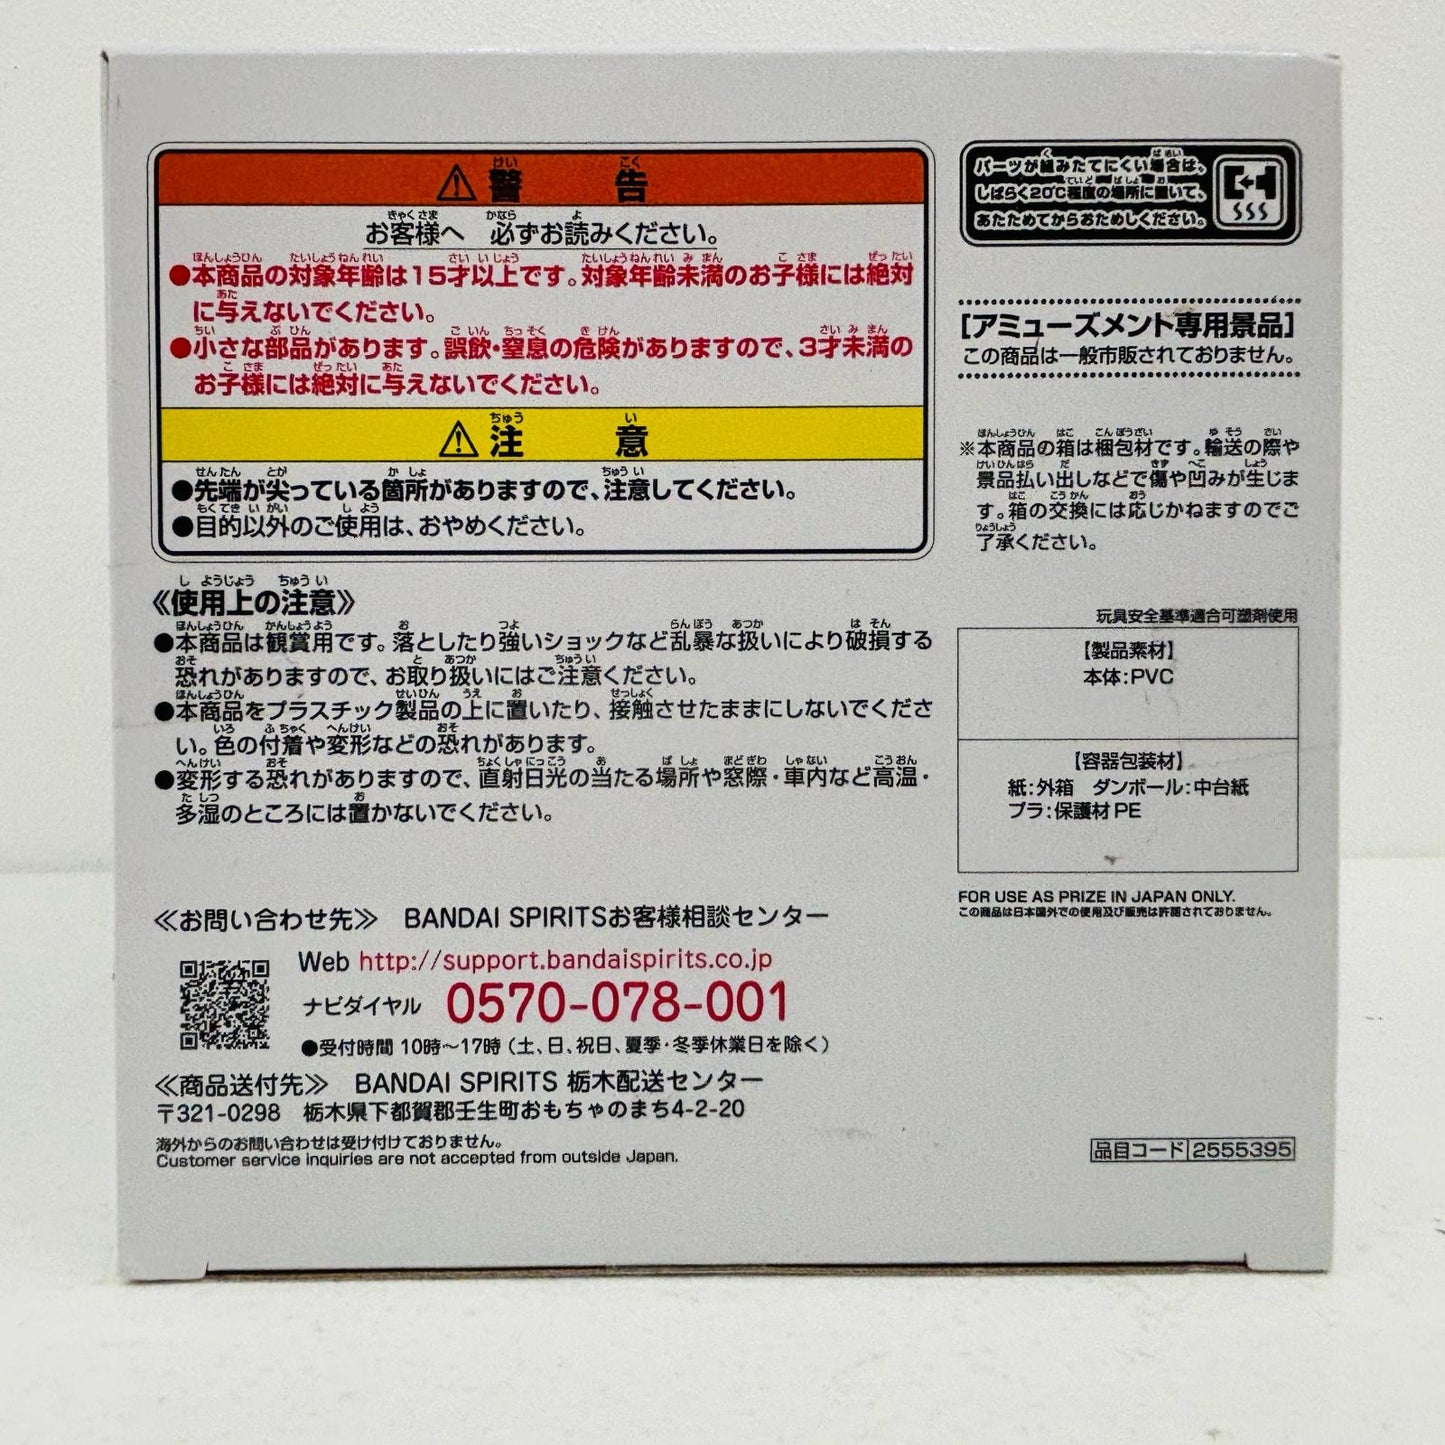 ⚠警告
お客様へ 必ずお読みください。
●本商品の対象年齢は15才以上です。対象年齢未満のお子様には絶対
に与えないでください。
●小さな部品があります。誤飲・窒息の危険がありますので、3才未満の
お子様には絶対に与えないでください。
⚠注意
●先端が尖っている箇所がありますので、注意してください。
●目的以外のご使用は、おやめください。
《使用上の注意》
●本商品は観賞用です。落としたり強いショックなど乱暴な扱いにより破損する
恐れがありますので、お取り扱いにはご注意ください。
●本商品をプラスチック製品の上に置いたり、接触させたままにしないでくださ
い。色の付着や変形などの恐れがあります。
●変形する恐れがありますので、直射日光の当たる場所や窓際・車内など高温・
多湿のところには置かないでください。
≪お問い合わせ先≫ BANDAI SPIRITSお客様相談センター
Web http://support.bandaispirits.co.jp
ナビダイヤル 0570-078-001
●受付時間 10時～17時（土、日、祝日、夏季・冬季休業日を除く）
≪商品送付先≫ BANDAI SPIRITS 栃木配送センター
〒321-0298 栃木県下都賀郡壬生町おもちゃのまち4-2-20
海外からのお問い合わせは受け付けておりません。
Customer service inquiries are not accepted from outside Japan.
パーツが組みたてにくい場合は、
しばらく20℃程度の場所に置いて、
あたためてからおためしください。
[アミューズメント専用景品]
この商品は一般市販されておりません。
※本商品の箱は梱包材です。輸送の際や
景品払い出しなどで傷や凹みが生じま
す。箱の交換には応じかねますのでご
了承ください。
玩具安全基準適合可塑剤使用
【製品素材】
本体：PVC
【容器包装材】
紙：外箱 ダンボール：中台紙
プラ：保護材PE
FOR USE AS PRIZE IN JAPAN ONLY.
この商品は日本国外での使用及び販売は許諾されておりません。
品目コード 2555395